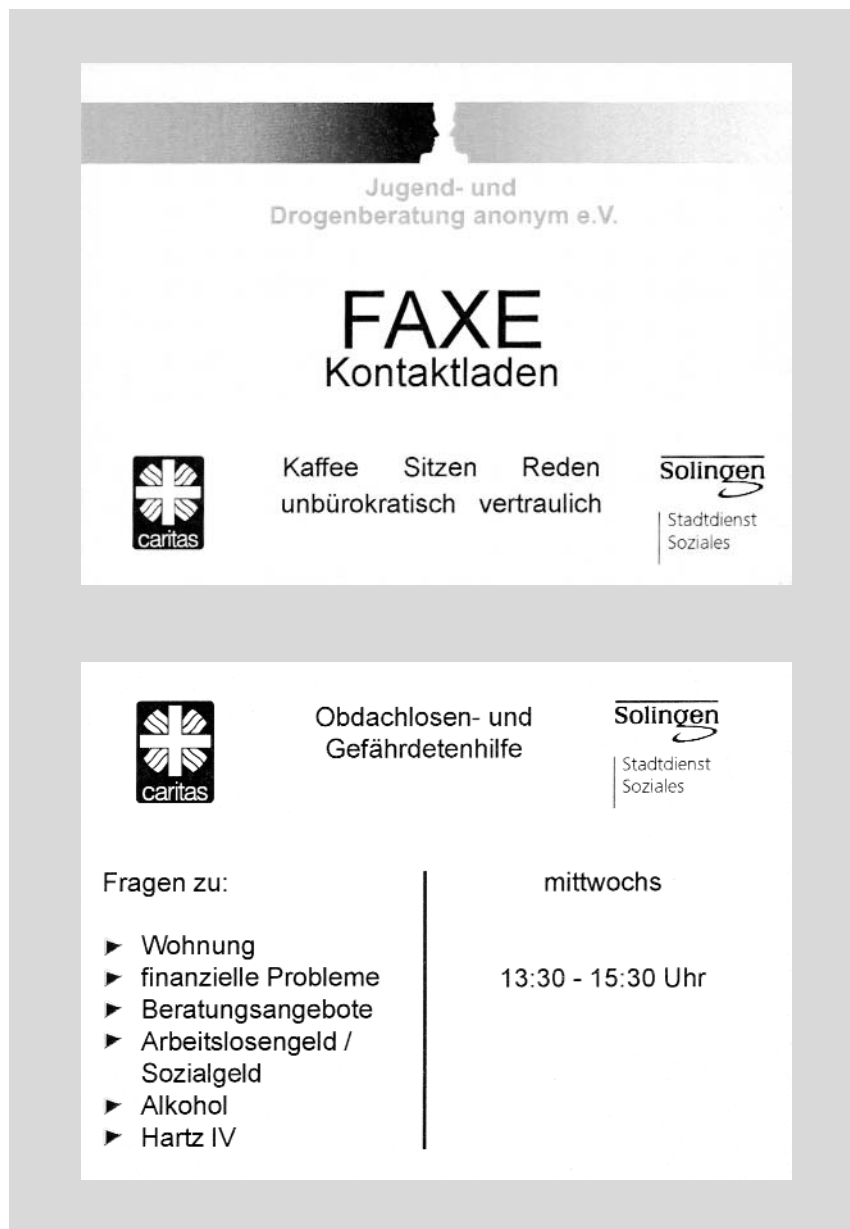 Jugend- und
Drogenberatung anonym e.V.
FAXE
Kontaktladen
Kaffee Sitzen Reden
unbürokratisch vertraulich
caritas
Solingen
Stadtdienst
Soziales
caritas
Obdachlosen- und
Gefährdetenhilfe
Solingen
Stadtdienst
Soziales
Fragen zu:
► Wohnung
► finanzielle Probleme
► Beratungsangebote
► Arbeitslosengeld /
Sozialgeld
► Alkohol
► Hartz IV
mittwochs
13:30 - 15:30 Uhr